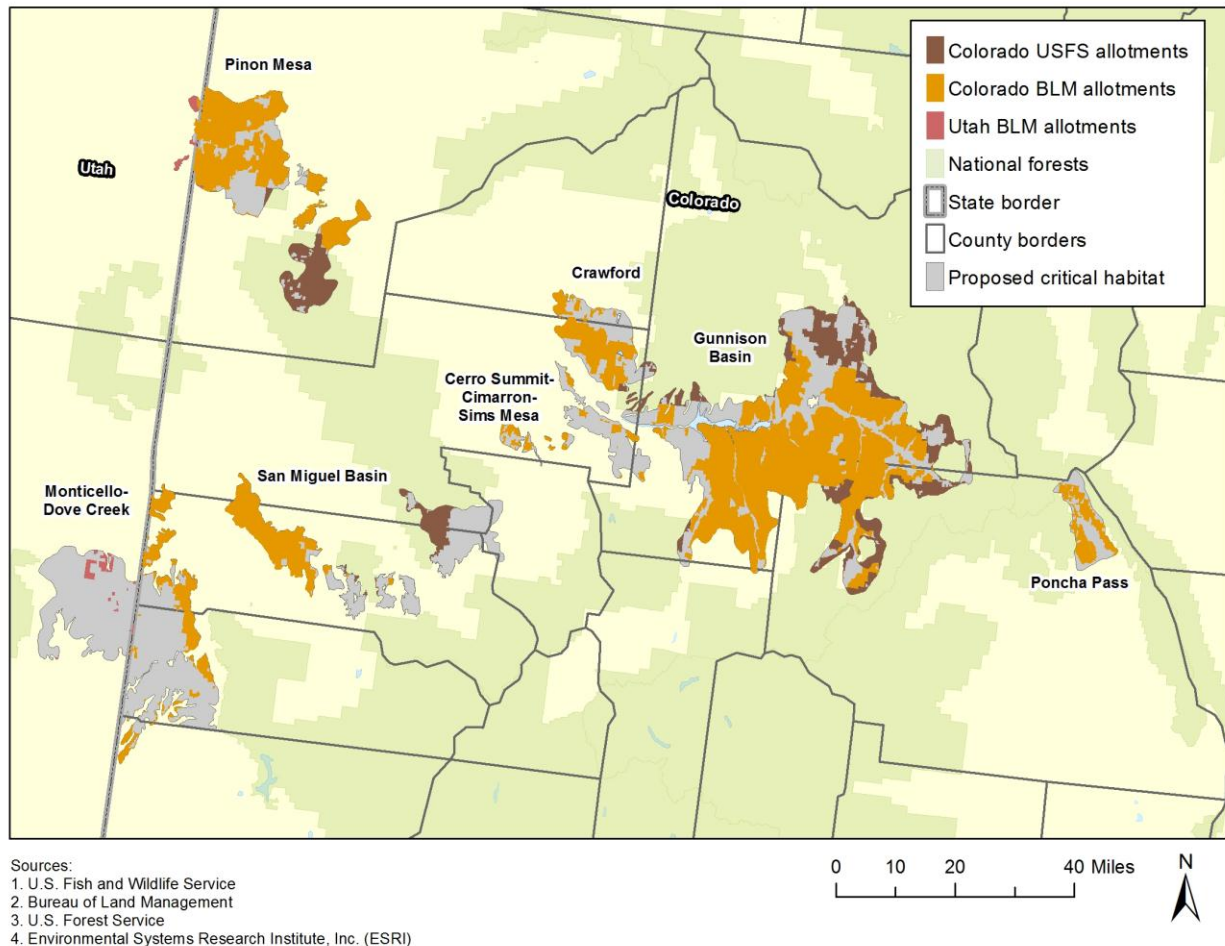 Pinon Mesa
Utah
Colorado
Crawford
Gunnison
Basin
Cerro Summit-
Cimarron-
Sims Mesa
San Miguel Basin
Monticello-
Dove Creek
Poncha Pass
Colorado USFS allotments
Colorado BLM allotments
Utah BLM allotments
National forests
State border
County borders
Proposed critical habitat
Sources:
1. U.S. Fish and Wildlife Service
2. Bureau of Land Management
3. U.S. Forest Service
4. Environmental Systems Research Institute, Inc. (ESRI)
0 10 20 40 Miles
N